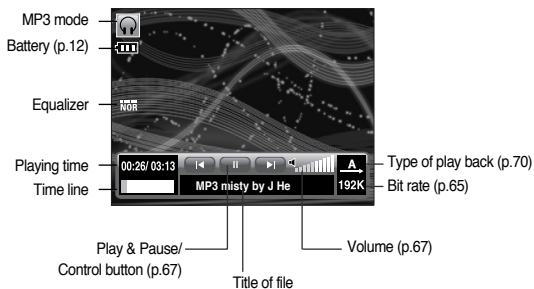 MP3 mode
Battery (p.12)
Equalizer
NOR
Playing time
00:26/ 03:13
A
Type of play back (p.70)
Time line
MP3 misty by J He
192K
Bit rate (p.65)
Play & Pause/
Control button (p.67)
Title of file
Volume (p.67)